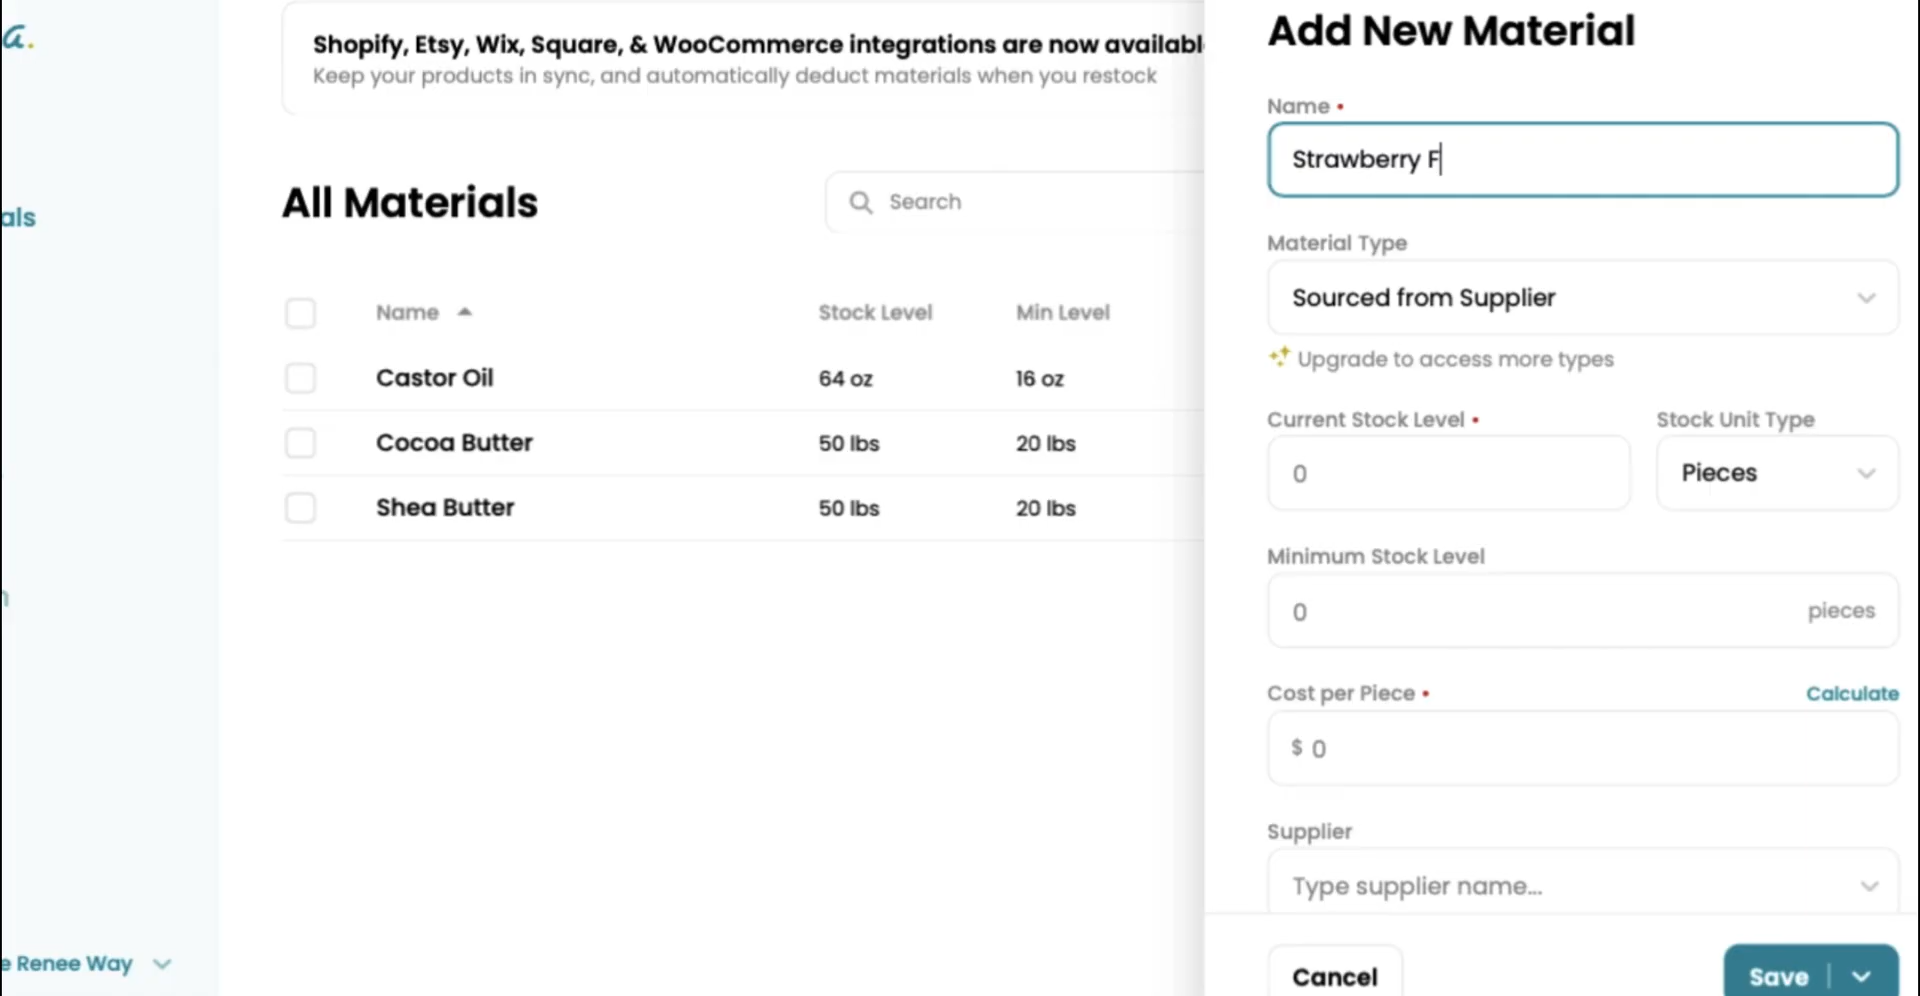 a.
als
e Renee Way
Shopify, Etsy, Wix, Square, & WooCommerce integrations are now availabl
Keep your products in sync, and automatically deduct materials when you restock
All Materials
Search
Name Stock Level Min Level
Castor Oil 64 oz 16 oz
Cocoa Butter 50 lbs 20 lbs
Shea Butter 50 lbs 20 lbs
Add New Material
Name •
Strawberry F
Material Type
Sourced from Supplier
Upgrade to access more types
Current Stock Level • Stock Unit Type
0 Pieces
Minimum Stock Level
0 pieces
Cost per Piece • Calculate
$ 0
Supplier
Type supplier name...
Cancel Save